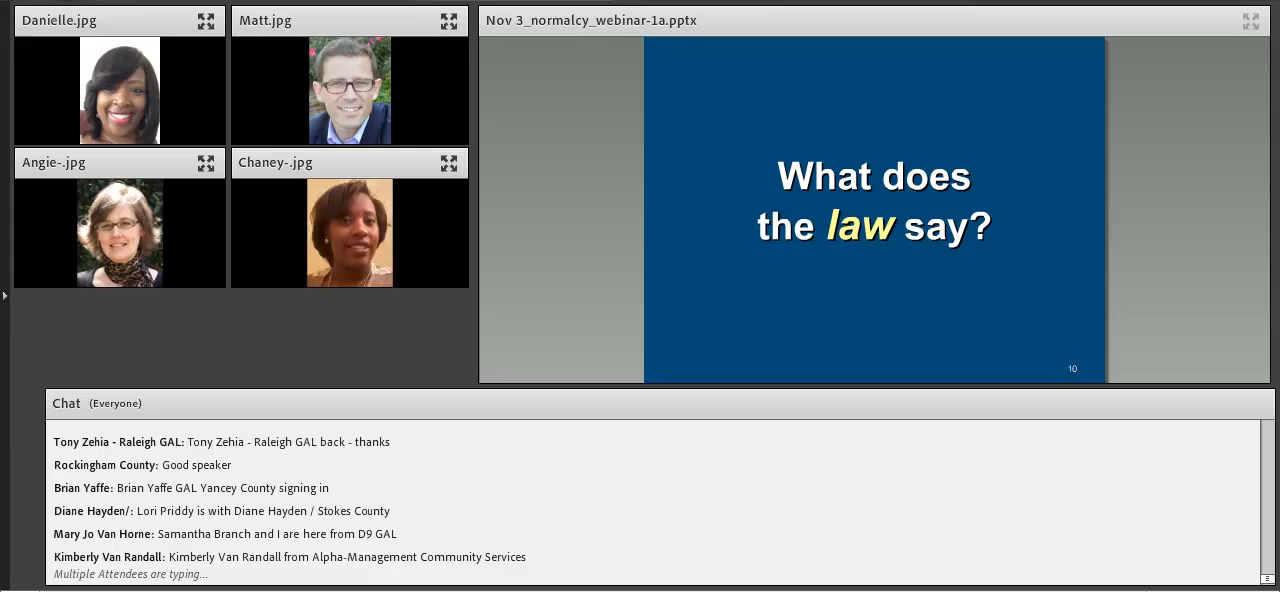 Danielle.jpg
Matt.jpg
Nov 3_normalcy_webinar-1a.pptx
Angie-.jpg
Chaney-.jpg
What does
the law say?
10
Chat (Everyone)
Tony Zehia - Raleigh GAL: Tony Zehia - Raleigh GAL back - thanks
Rockingham County: Good speaker
Brian Yaffe: Brian Yaffe GAL Yancey County signing in
Diane Hayden/: Lori Priddy is with Diane Hayden / Stokes County
Mary Jo Van Horne: Samantha Branch and I are here from D9 GAL
Kimberly Van Randall: Kimberly Van Randall from Alpha-Management Community Services
Multiple Attendees are typing...